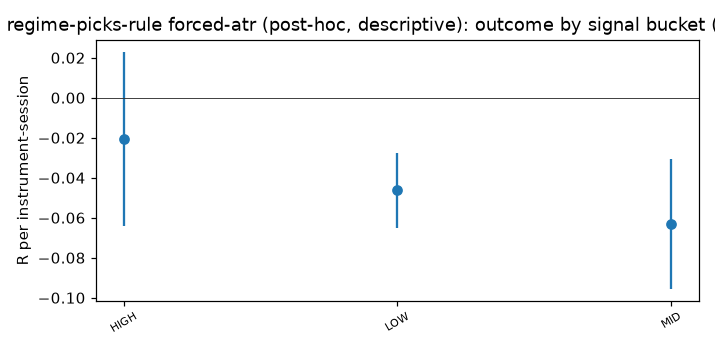 regime-picks-rule forced-atr (post-hoc, descriptive): outcome by signal bucket (
R per instrument-session
0.02
0.00
−0.02
−0.04
−0.06
−0.08
−0.10
HIGH
LOW
MID